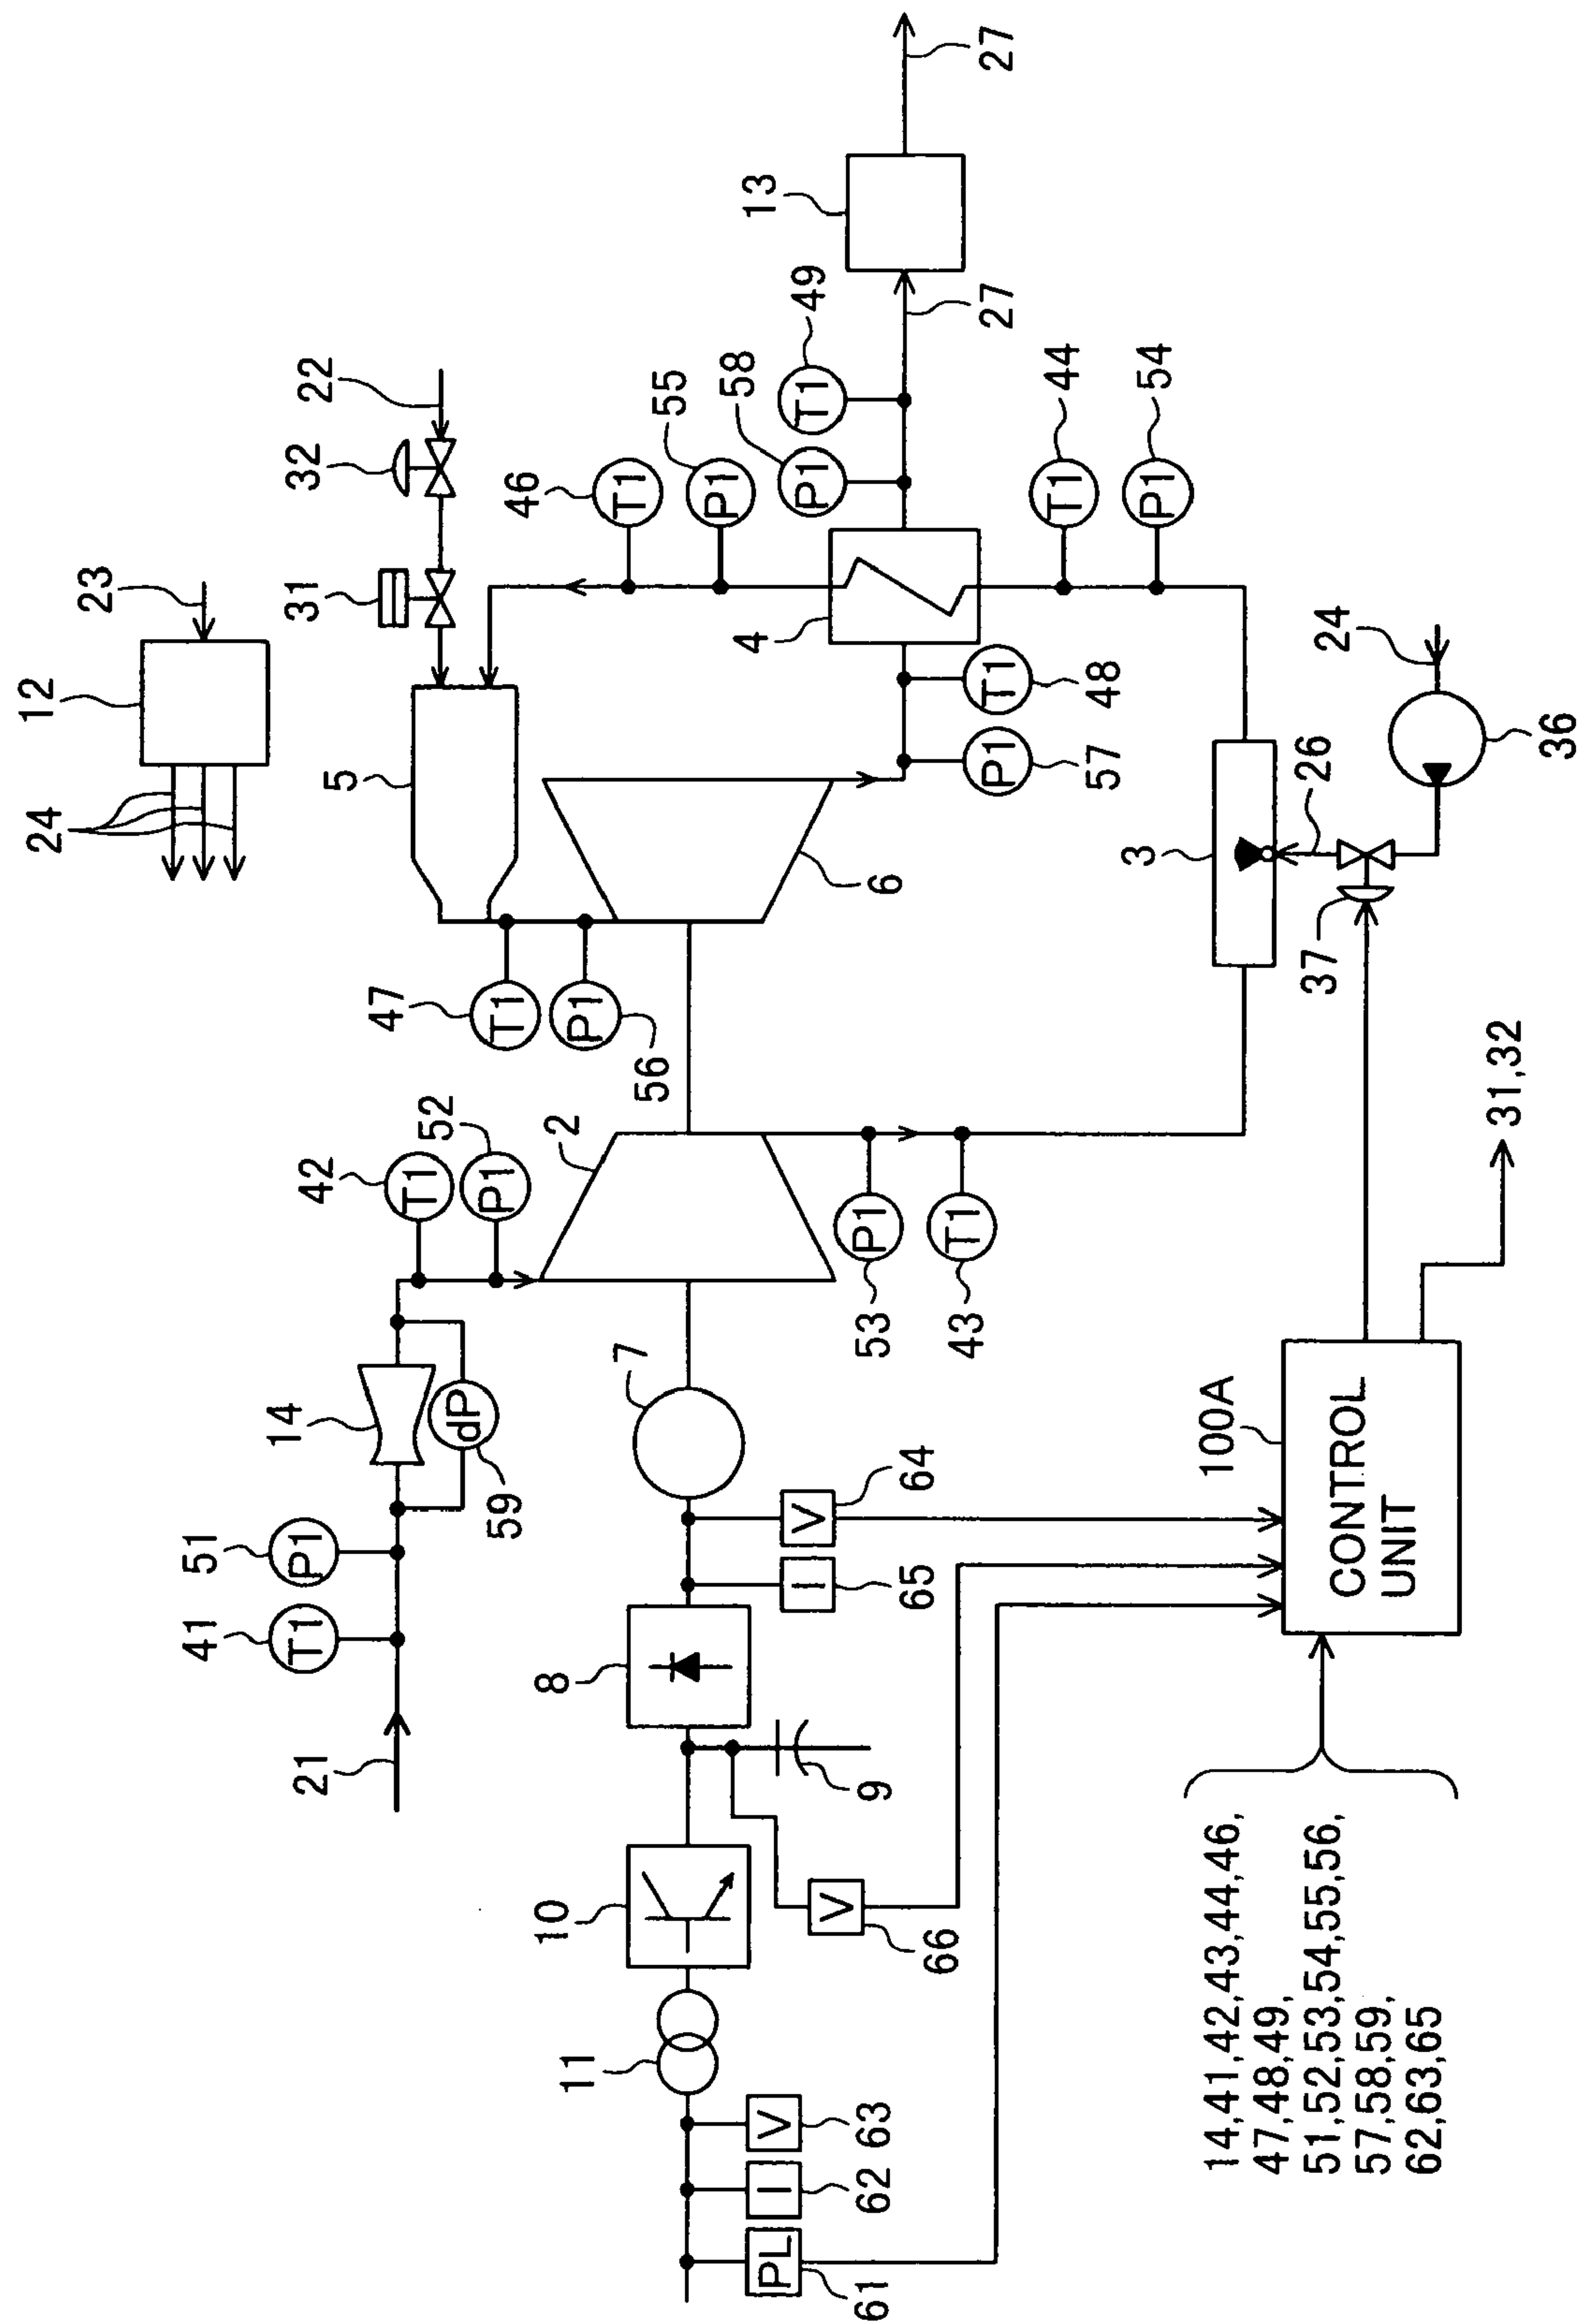 12
23
24
22
32
31
5
46
55
58
49
13
27
27
T1
P1
P1
T1
4
44
54
T1
P1
T1
48
P1
57
6
47
T1
P1
56
24
36
26
3
37
42
52
T1
P1
2
P1
T1
53
43
31,32
14
dP
59
7
51
41
P1
T1
21
V
64
I
65
8
9
10
V
66
11
V
63
I
62
PL
61
100A
CONTROL
UNIT
14,41,42,43,44,46,
47,48,49,
51,52,53,54,55,56,
57,58,59,
62,63,65